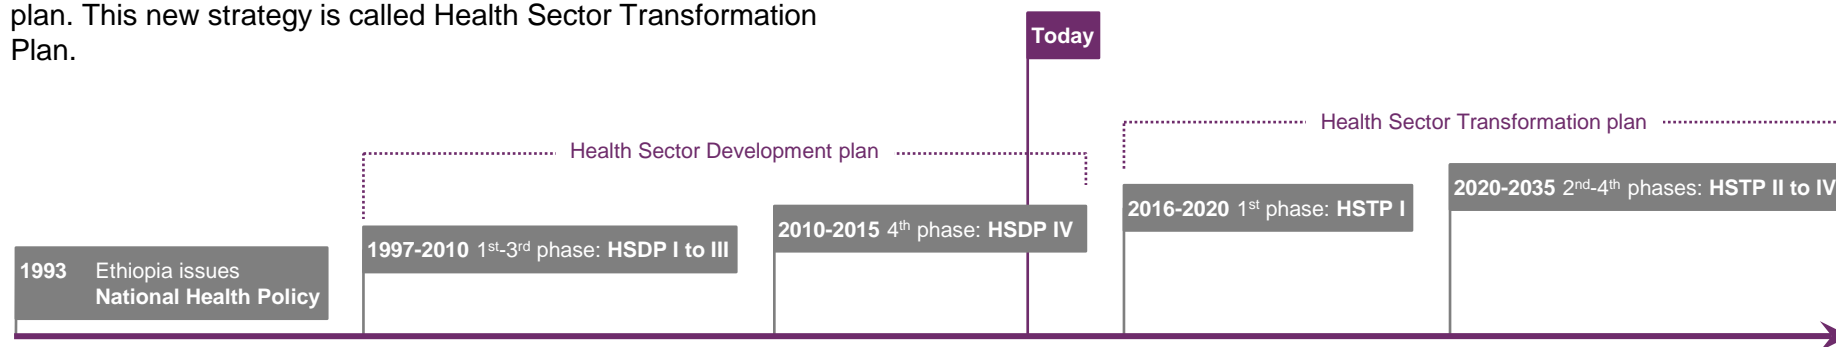 plan. This new strategy is called Health Sector Transformation
Plan.
Today
Health Sector Transformation plan
Health Sector Development plan
2020-2035 2nd-4th phases: HSTP II to IV
2016-2020 1st phase: HSTP I
2010-2015 4th phase: HSDP IV
1997-2010 1st-3rd phase: HSDP I to III
1993 Ethiopia issues
National Health Policy